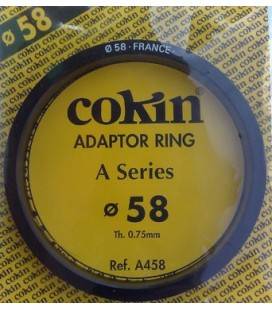 ø 58
Ø 58 · FRANCE -
cokin
ADAPTOR RING
A Series
ø 58
Th. 0.75mm
Ref. A458